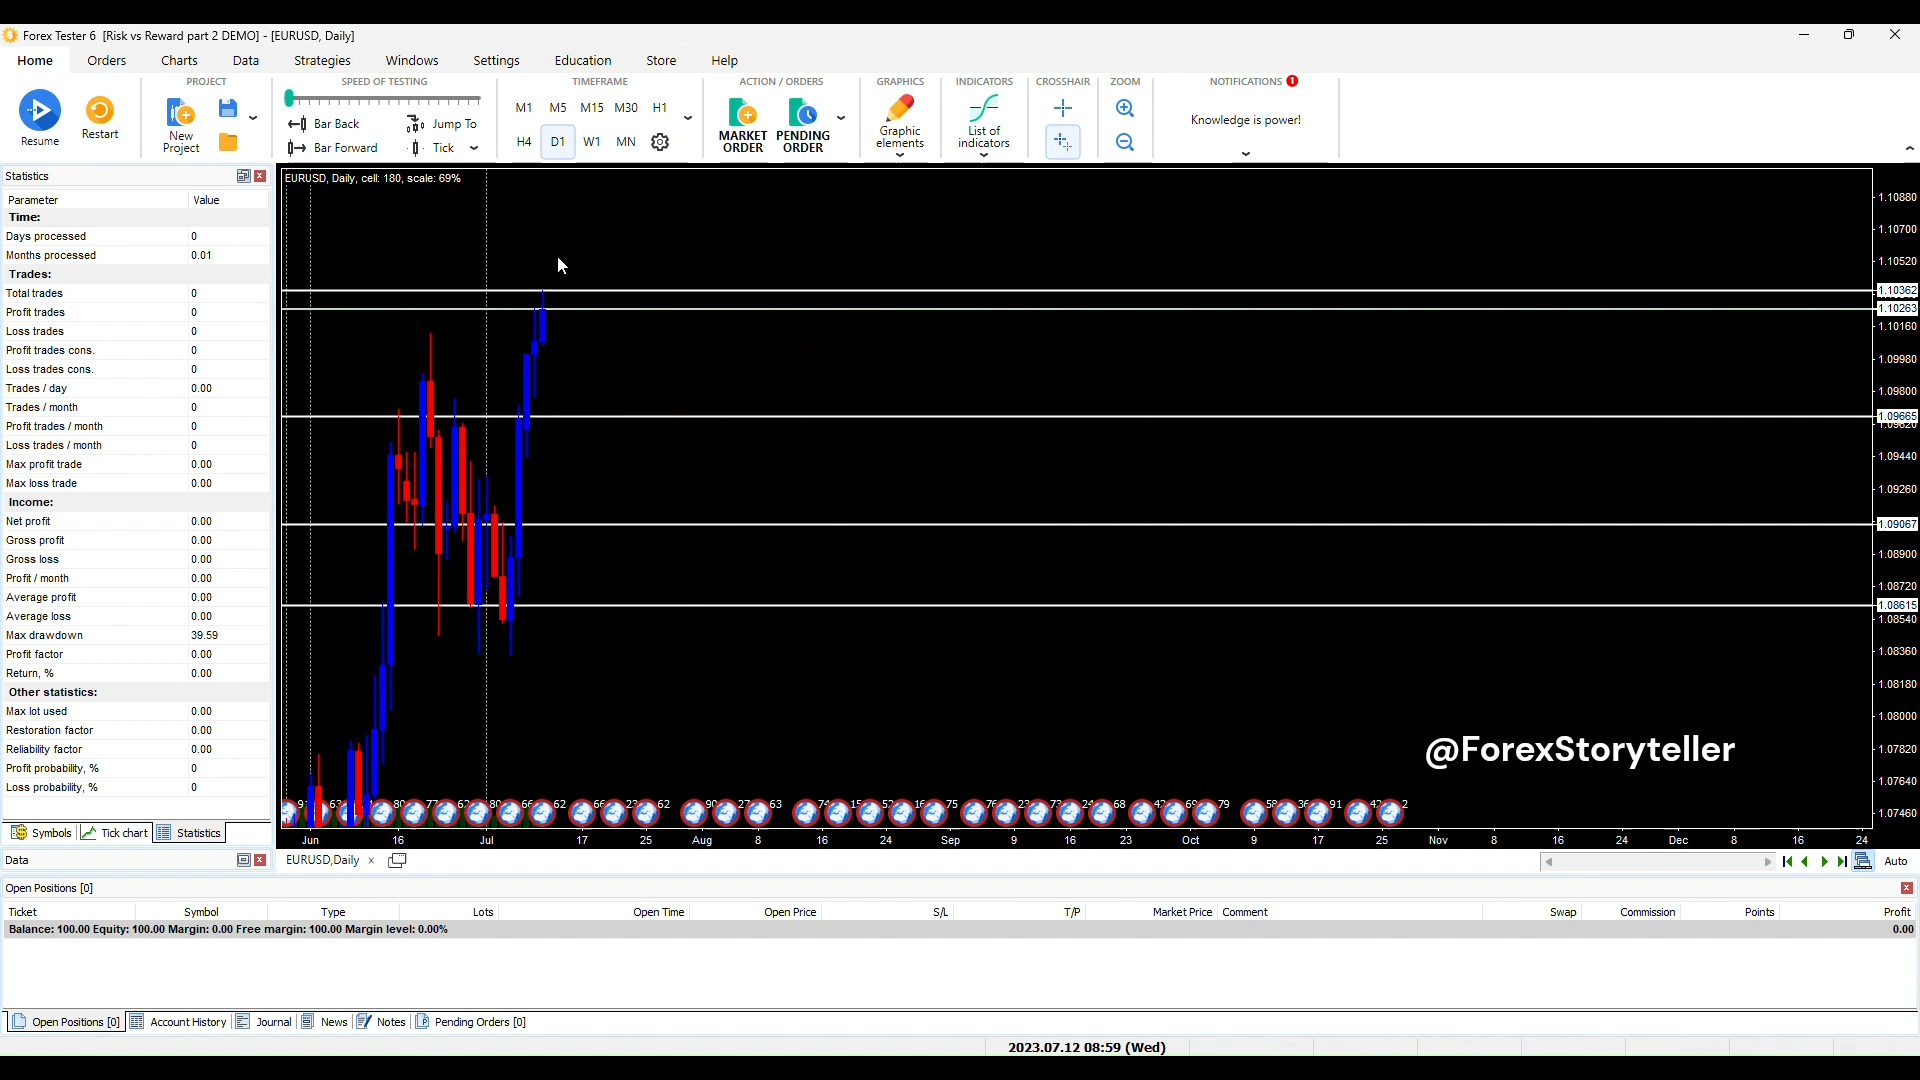 Forex Tester 6 [Risk vs Reward part 2 DEMO] - [EURUSD, Daily]
Home Orders Charts Data Strategies Windows Settings Education Store Help
PROJECT SPEED OF TESTING TIMEFRAME ACTION / ORDERS GRAPHICS INDICATORS CROSSHAIR ZOOM NOTIFICATIONS 1
M1 M5 M15 M30 H1
Bar Back Jump To
Knowledge is power!
Resume Restart New Project
Bar Forward Tick
H4 D1 W1 MN
MARKET ORDER PENDING ORDER
Graphic elements
List of indicators
Statistics
Parameter Value
Time:
Days processed 0
Months processed 0.01
Trades:
Total trades 0
Profit trades 0
Loss trades 0
Profit trades cons. 0
Loss trades cons. 0
Trades / day 0.00
Trades / month 0
Profit trades / month 0
Loss trades / month 0
Max profit trade 0.00
Max loss trade 0.00
Income:
Net profit 0.00
Gross profit 0.00
Gross loss 0.00
Profit / month 0.00
Average profit 0.00
Average loss 0.00
Max drawdown 39.59
Profit factor 0.00
Return, % 0.00
Other statistics:
Max lot used 0.00
Restoration factor 0.00
Reliability factor 0.00
Profit probability, % 0
Loss probability, % 0
Symbols Tick chart Statistics
Data
EURUSD, Daily, cell: 180, scale: 69%
1.10880
1.10700
1.10520
1.10362
1.10263
1.10160
1.09980
1.09800
1.09665
1.09620
1.09440
1.09260
1.09067
1.08900
1.08720
1.08615
1.08540
1.08360
1.08180
1.08000
1.07820
1.07640
1.07460
@ForexStoryteller
Jun 16 Jul 17 25 Aug 8 16 24 Sep 9 16 23 Oct 9 17 25 Nov 8 16 24 Dec 8 16 24
EURUSD,Daily
Auto
Open Positions [0]
Ticket Symbol Type Lots Open Time Open Price S/L T/P Market Price Comment Swap Commission Points Profit
Balance: 100.00 Equity: 100.00 Margin: 0.00 Free margin: 100.00 Margin level: 0.00% 0.00
Open Positions [0] Account History Journal News Notes Pending Orders [0]
2023.07.12 08:59 (Wed)